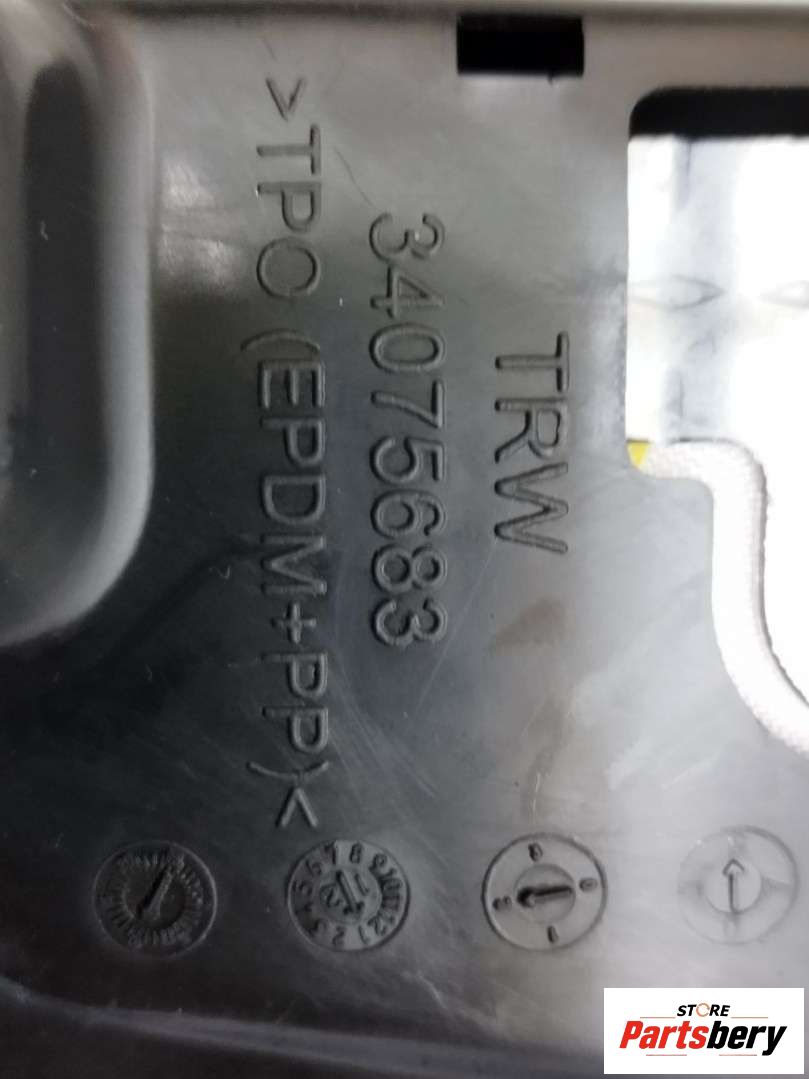 TRW
34075683
>TPO(EPDM+PP)<
STORE
Partsbery